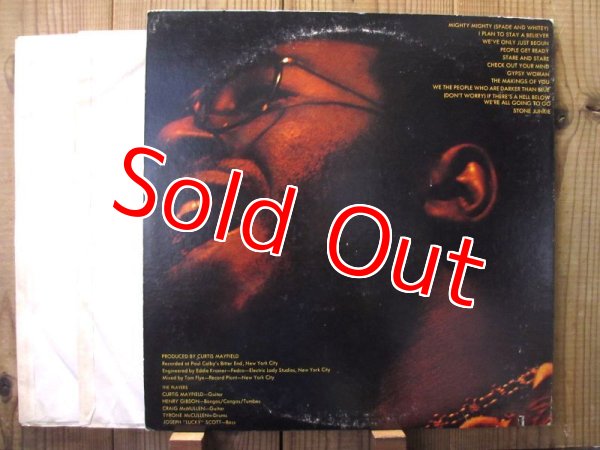 MIGHTY MIGHTY (SPADE AND WHITEY)
I PLAN TO STAY A BELIEVER
WE'VE ONLY JUST BEGUN
PEOPLE GET READY
STARE AND STARE
CHECK OUT YOUR MIND
GYPSY WOMAN
THE MAKINGS OF YOU
WE THE PEOPLE WHO ARE DARKER THAN BLUE
(DON'T WORRY) IF THERE'S A HELL BELOW
WE'RE ALL GOING TO GO
STONE JUNKIE
Sold Out
PRODUCED BY CURTIS MAYFIELD
Recorded at Paul Colby's Bitter End, New York City
Engineered by Eddie Kramer—Pedro—Electric Lady Studios, New York City
Mixed by Tom Flye—Record Plant—New York City
THE PLAYERS
CURTIS MAYFIELD—Guitar
HENRY GIBSON—Bongos/Congas/Tumbas
CRAIG McMULLEN—Guitar
TYRONE McCULLEN—Drums
JOSEPH "LUCKY" SCOTT—Bass